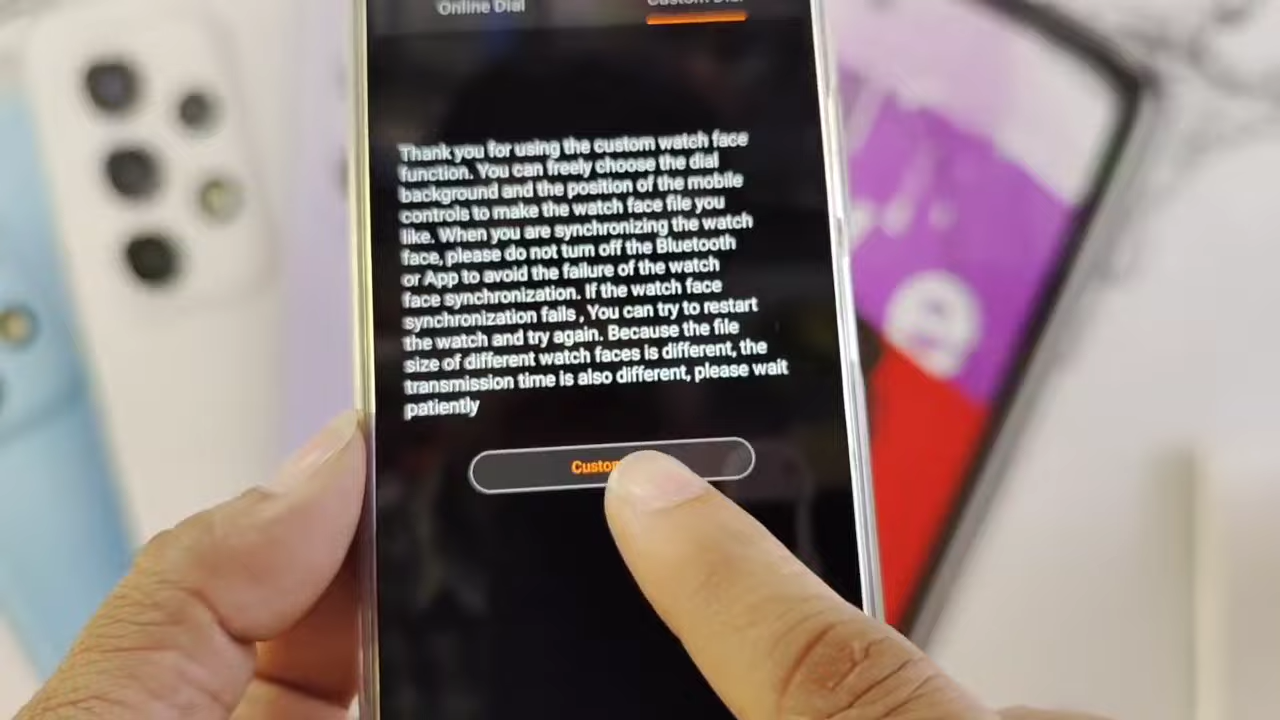 Online Dial
Custom Dial
Thank you for using the custom watch face
function. You can freely choose the dial
background and the position of the mobile
controls to make the watch face file you
like. When you are synchronizing the watch
face, please do not turn off the Bluetooth
or App to avoid the failure of the watch
face synchronization. If the watch face
synchronization fails , You can try to restart
the watch and try again. Because the file
size of different watch faces is different, the
transmission time is also different, please wait
patiently